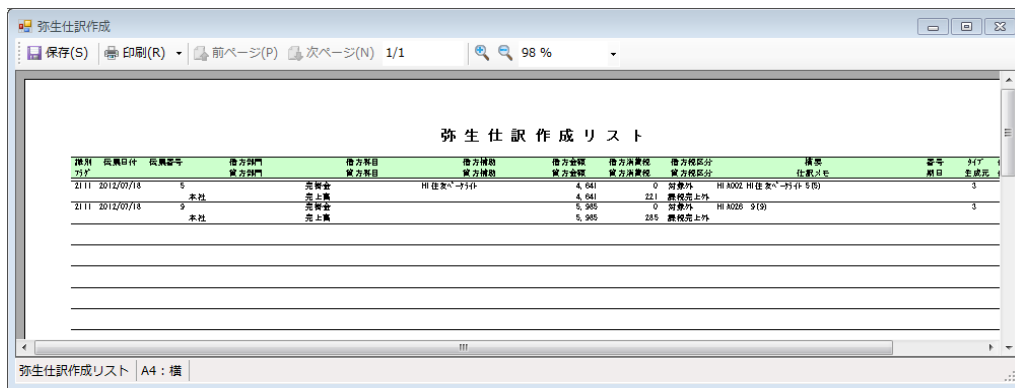 弥生仕訳作成
保存(S) 印刷(R) 前ページ(P) 次ページ(N) 1/1 98 %
弥生仕訳作成リスト
識別 伝票日付 伝票番号 借方部門 借方科目 借方補助 借方金額 借方消費税 借方税区分 摘要 番号 タイプ
フラグ 貸方部門 貸方科目 貸方補助 貸方金額 貸方消費税 貸方税区分 仕訳メモ 期日 生成元
2111 2012/07/18 5 売掛金 HI住友ベークライト 4,641 0 対象外 HI A002 HI住友ベークライト 5(5) 3
本社 売上高 4,641 221 課税売上外
2111 2012/07/18 9 売掛金 5,985 0 対象外 HI A026 9(9) 3
本社 売上高 5,985 285 課税売上外
弥生仕訳作成リスト A4:横